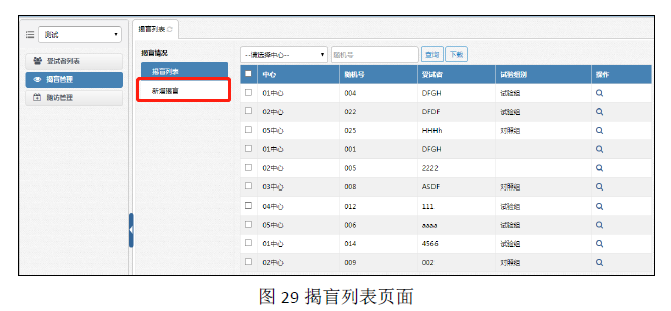 测试
揭盲列表
受试者列表
揭盲管理
随访管理
揭盲情况
揭盲列表
新增揭盲
--请选择中心--
随机号
查询
下载
中心 随机号 受试者 试验组别 操作
01中心 004 DFGH 试验组
02中心 022 DFDF 试验组
05中心 025 HHHh 对照组
01中心 001 DFGH
02中心 005 2222
03中心 008 ASDF 对照组
04中心 012 111 试验组
05中心 006 aaaa 试验组
01中心 014 4566 试验组
02中心 009 002 对照组
图 29 揭盲列表页面